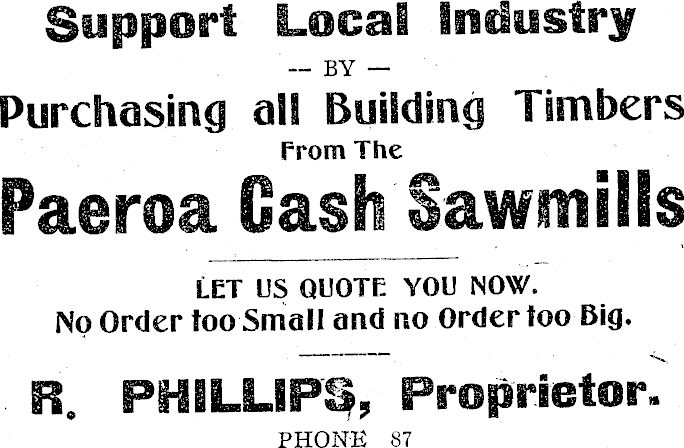 Support Local Industry
-- BY —
Purchasing all Building Timbers
From The
Paeroa Cash Sawmills
LET US QUOTE YOU NOW.
No Order too Small and no Order too Big.
R. PHILLIPS, Proprietor.
PHONE 87